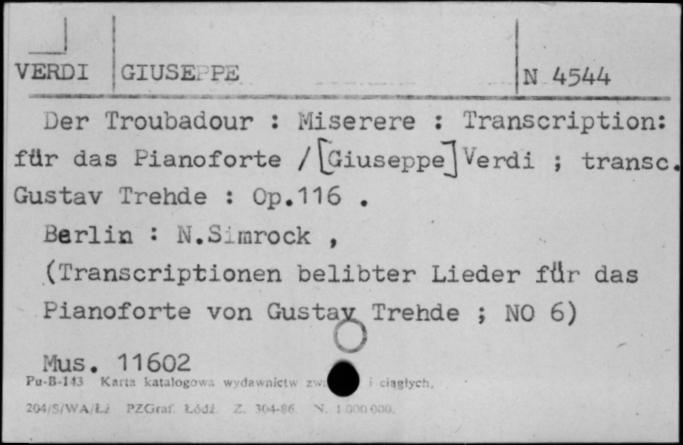 VERDI GIUSEPPE N 4544
Der Troubadour : Miserere : Transcription:
für das Pianoforte /[Giuseppe]Verdi ; transc.
Gustav Trehde : Op.116 .
Berlin : N.Simrock ,
(Transcriptionen belibter Lieder für das
Pianoforte von Gustav Trehde ; NO 6)
Mus. 11602
Pu-B-143 Karta katalogowa wydawnictw i ciągłych.
204/S/WA/Łż PZGraf. Łódź. Z. 304-86 N. 1 000 000.